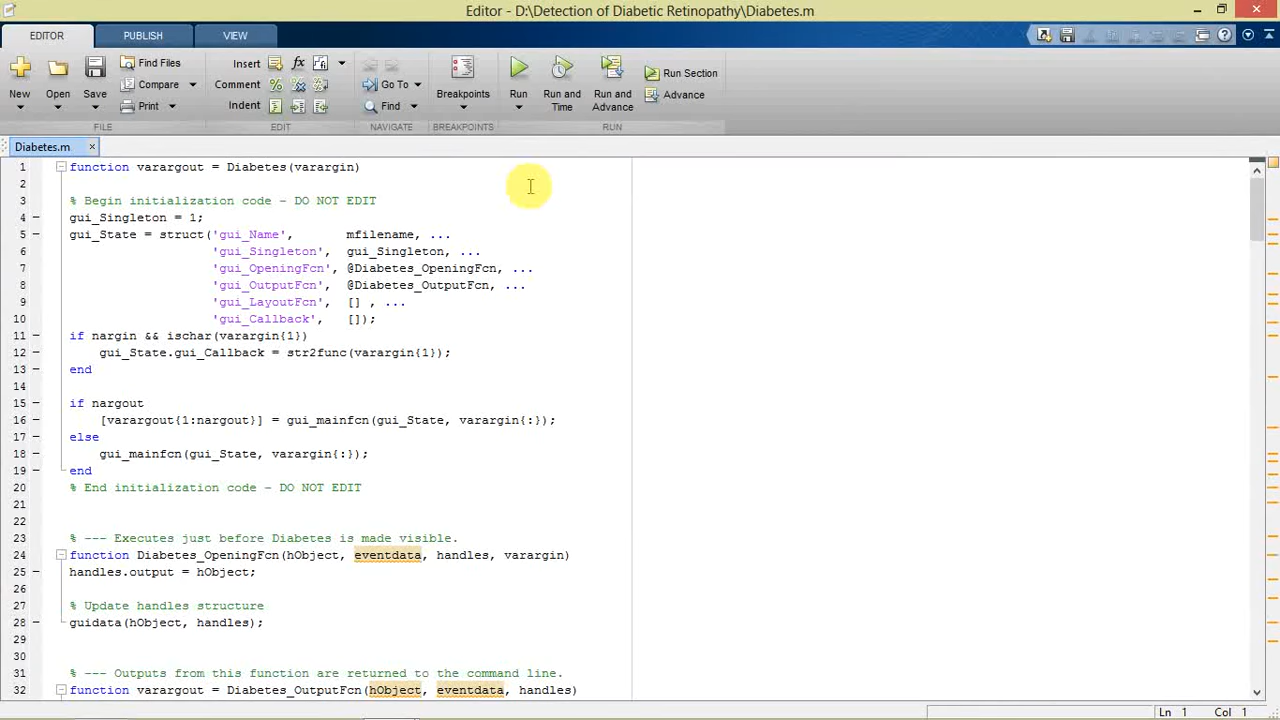 Editor - D:\Detection of Diabetic Retinopathy\Diabetes.m
EDITOR PUBLISH VIEW
New Open Save Find Files Compare Print
FILE
Insert fx
Comment
Indent
EDIT
Go To
Find
NAVIGATE
Breakpoints
BREAKPOINTS
Run Run and Time Run and Advance Run Section Advance
RUN
Diabetes.m ×
1 function varargout = Diabetes(varargin)
2
3 % Begin initialization code - DO NOT EDIT
4 - gui_Singleton = 1;
5 - gui_State = struct('gui_Name', mfilename, ...
6 'gui_Singleton', gui_Singleton, ...
7 'gui_OpeningFcn', @Diabetes_OpeningFcn, ...
8 'gui_OutputFcn', @Diabetes_OutputFcn, ...
9 'gui_LayoutFcn', [] , ...
10 'gui_Callback', []);
11 - if nargin && ischar(varargin{1})
12 - gui_State.gui_Callback = str2func(varargin{1});
13 - end
14
15 - if nargout
16 - [varargout{1:nargout}] = gui_mainfcn(gui_State, varargin{:});
17 - else
18 - gui_mainfcn(gui_State, varargin{:});
19 - end
20 % End initialization code - DO NOT EDIT
21
22
23 % --- Executes just before Diabetes is made visible.
24 function Diabetes_OpeningFcn(hObject, eventdata, handles, varargin)
25 - handles.output = hObject;
26
27 % Update handles structure
28 - guidata(hObject, handles);
29
30
31 % --- Outputs from this function are returned to the command line.
32 function varargout = Diabetes_OutputFcn(hObject, eventdata, handles)
Ln 1 Col 1